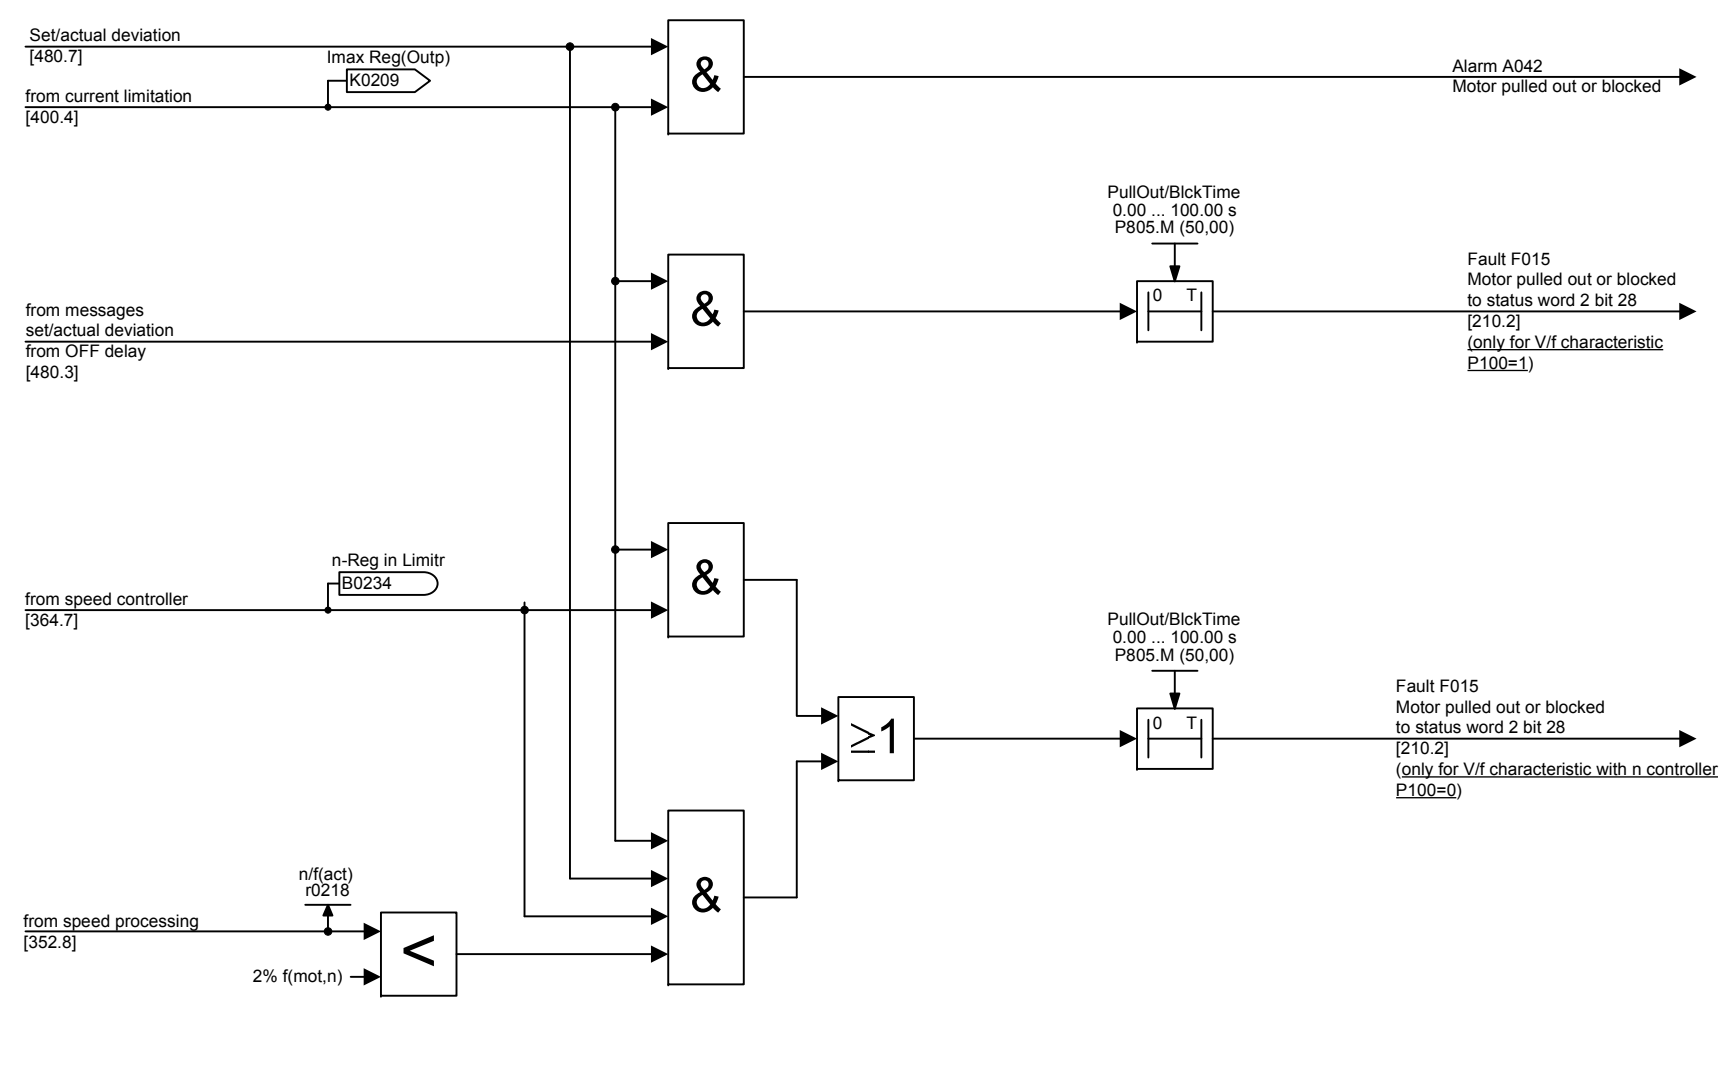 Set/actual deviation
[480.7]
Imax Reg(Outp)
K0209
from current limitation
[400.4]
&
Alarm A042
Motor pulled out or blocked
PullOut/BlckTime
0.00 ... 100.00 s
P805.M (50,00)
from messages
set/actual deviation
from OFF delay
[480.3]
&
0 T
Fault F015
Motor pulled out or blocked
to status word 2 bit 28
[210.2]
(only for V/f characteristic
P100=1)
n-Reg in Limitr
B0234
from speed controller
[364.7]
&
PullOut/BlckTime
0.00 ... 100.00 s
P805.M (50,00)
≥1
0 T
Fault F015
Motor pulled out or blocked
to status word 2 bit 28
[210.2]
(only for V/f characteristic with n controller
P100=0)
n/f(act)
r0218
from speed processing
[352.8]
2% f(mot,n)
<
&